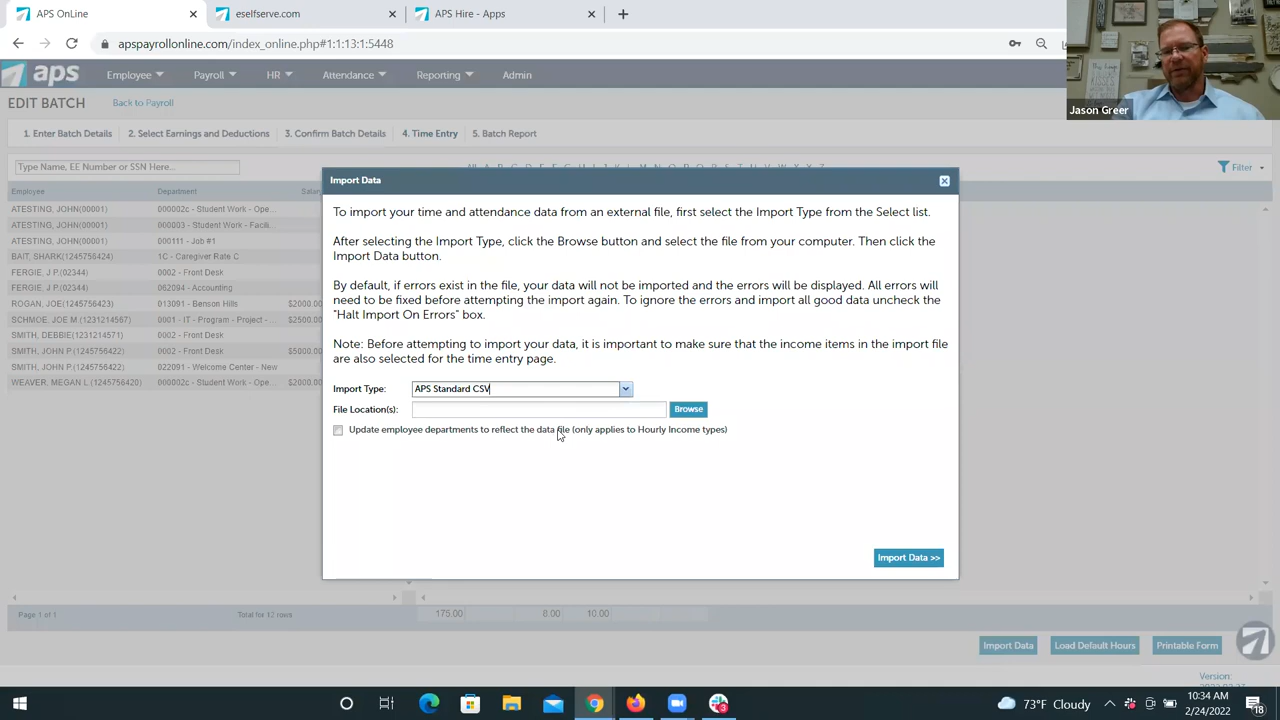 APS OnLine
eselfserve.com
APS Hire - Apps
apspayrollonline.com/index_online.php#1:1:13:1:5448
aps
Employee Payroll HR Attendance Reporting Admin
Jason Greer
EDIT BATCH Back to Payroll
1. Enter Batch Details 2. Select Earnings and Deductions 3. Confirm Batch Details 4. Time Entry 5. Batch Report
Type Name, EE Number or SSN Here...
Filter
Employee Department Salary
ATESTING, JOHN(00001) 000002c - Student Work - Ope...
ATESTING, JOHN(00001) 000003 - Student Work - Facili...
ATESTING, JOHN(00001) 000111 - Job #1
BAIT, SHARK(1245756424) 1C - Caregiver Rate C
FERGIE, J P.(02344) 0002 - Front Desk
FERGIE, J P.(02344) 062094 - Accounting
ROGAN, JOE(1245756423) 013091 - Benson Hills $2000.0
SCHMOE, JOE M.(1231214567) 0001 - IT - Program - Project - ... $2500.0
SMITH, DEBBIE(1231214571) 0002 - Front Desk
SMITH, JOHN P.(1245756422) 0002 - Front Desk $5000.0
SMITH, JOHN P.(1245756422) 022091 - Welcome Center - New
WEAVER, MEGAN L.(1245756420) 000002c - Student Work - Ope... $2000.0
Import Data
To import your time and attendance data from an external file, first select the Import Type from the Select list.
After selecting the Import Type, click the Browse button and select the file from your computer. Then click the
Import Data button.
By default, if errors exist in the file, your data will not be imported and the errors will be displayed. All errors will
need to be fixed before attempting the import again. To ignore the errors and import all good data uncheck the
"Halt Import On Errors" box.
Note: Before attempting to import your data, it is important to make sure that the income items in the import file
are also selected for the time entry page.
Import Type: APS Standard CSV
File Location(s): Browse
Update employee departments to reflect the data file (only applies to Hourly Income types)
Import Data >>
Page 1 of 1 Total for 12 rows 175.00 8.00 10.00
Import Data Load Default Hours Printable Form
Version:
73°F Cloudy
10:34 AM
2/24/2022
18
3